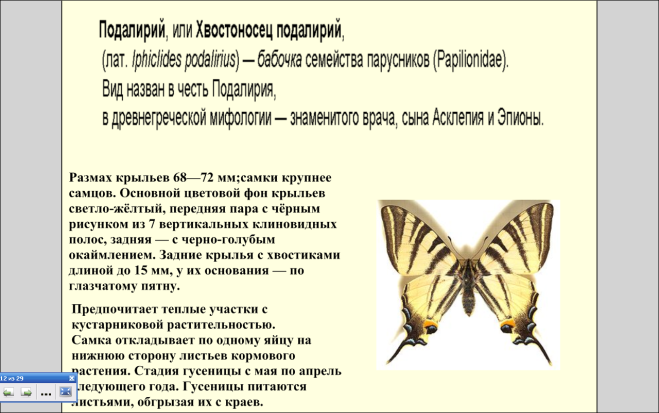 Подалирий, или Хвостоносец подалирий,
(лат. Iphiclides podalirius) — бабочка семейства парусников (Papilionidae).
Вид назван в честь Подалирия,
в древнегреческой мифологии — знаменитого врача, сына Асклепия и Эпионы.
Размах крыльев 68—72 мм;самки крупнее
самцов. Основной цветовой фон крыльев
светло-жёлтый, передняя пара с чёрным
рисунком из 7 вертикальных клиновидных
полос, задняя — с черно-голубым
окаймлением. Задние крылья с хвостиками
длиной до 15 мм, у их основания — по
глазчатому пятну.
Предпочитает теплые участки с
кустарниковой растительностью.
Самка откладывает по одному яйцу на
нижнюю сторону листьев кормового
растения. Стадия гусеницы с мая по апрель
следующего года. Гусеницы питаются
листьями, обгрызая их с краев.
12 из 29